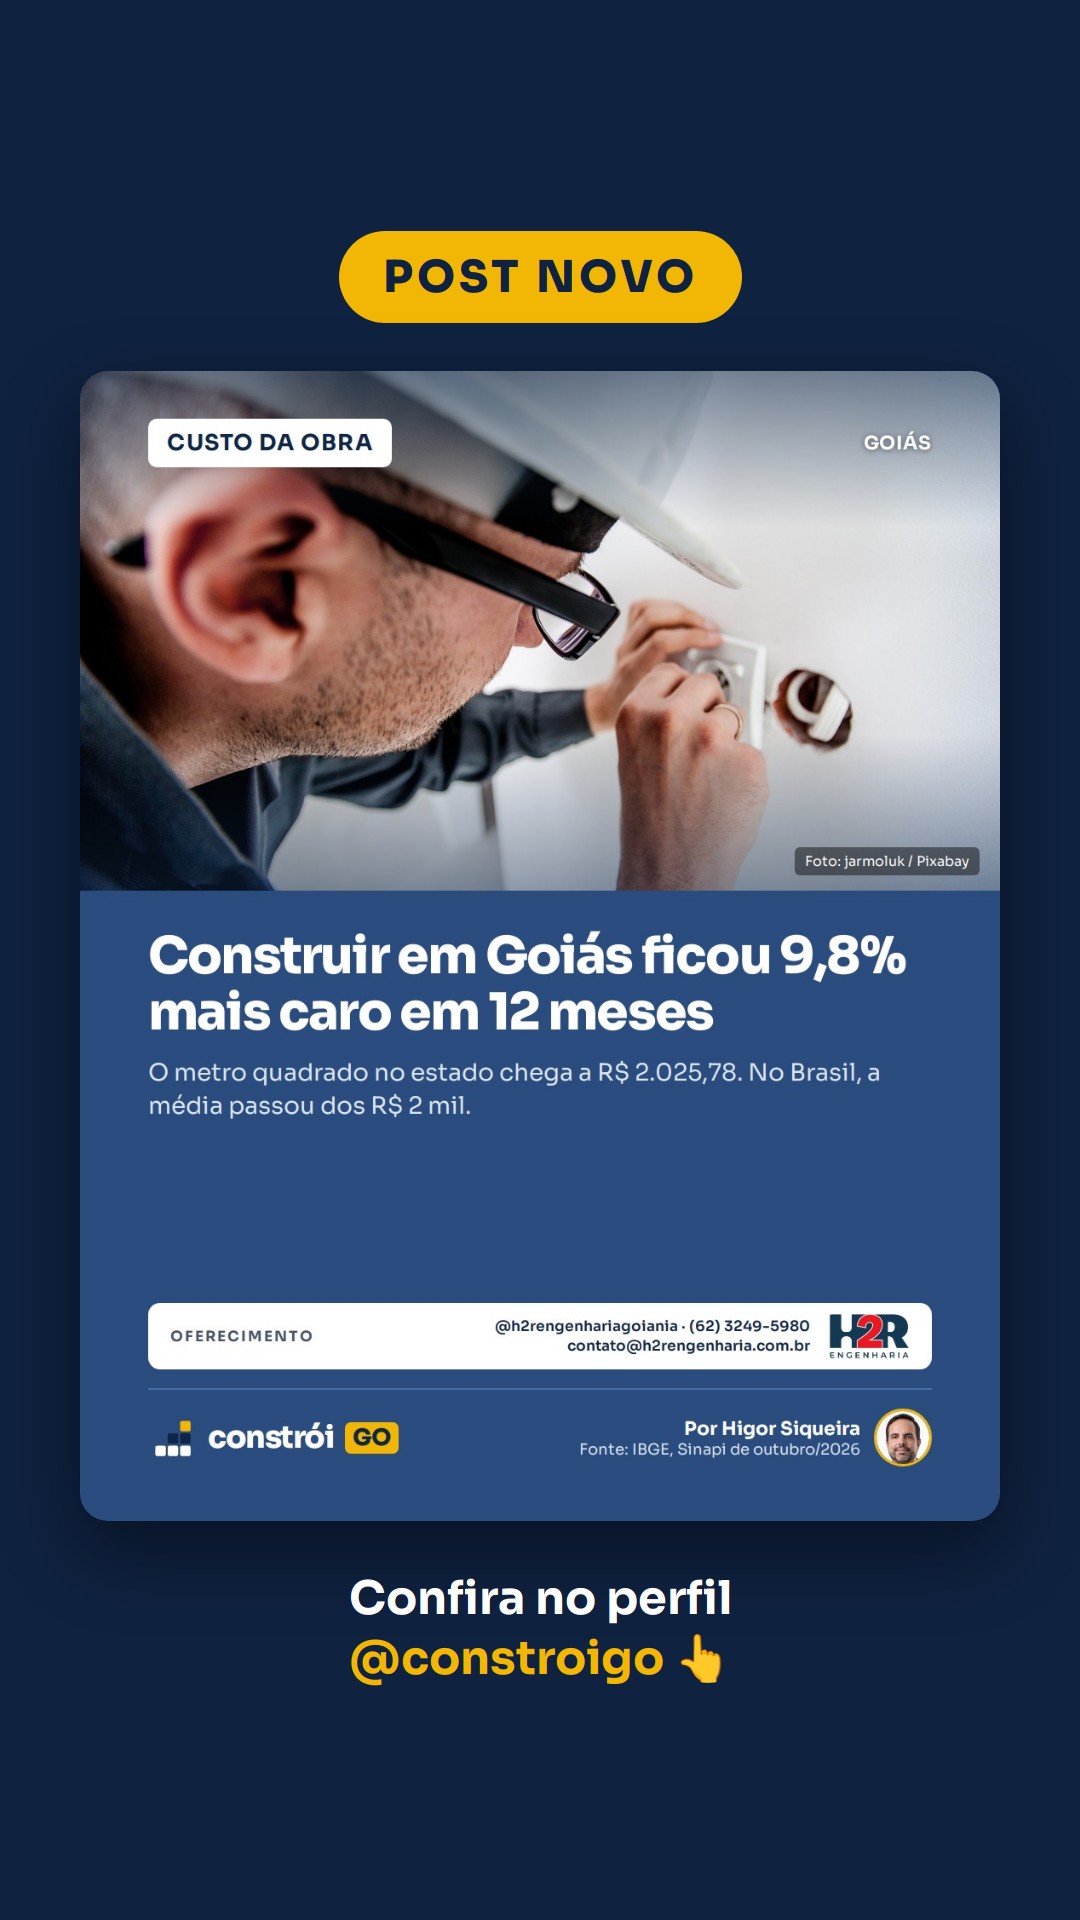 POST NOVO
CUSTO DA OBRA
GOIÁS
Foto: jarmoluk / Pixabay
Construir em Goiás ficou 9,8%
mais caro em 12 meses
O metro quadrado no estado chega a R$ 2.025,78. No Brasil, a
média passou dos R$ 2 mil.
OFERECIMENTO
@h2rengenhariagoiania · (62) 3249-5980
contato@h2rengenharia.com.br
H2R
ENGENHARIA
constrói GO
Por Higor Siqueira
Fonte: IBGE, Sinapi de outubro/2026
Confira no perfil
@constroigo 👆